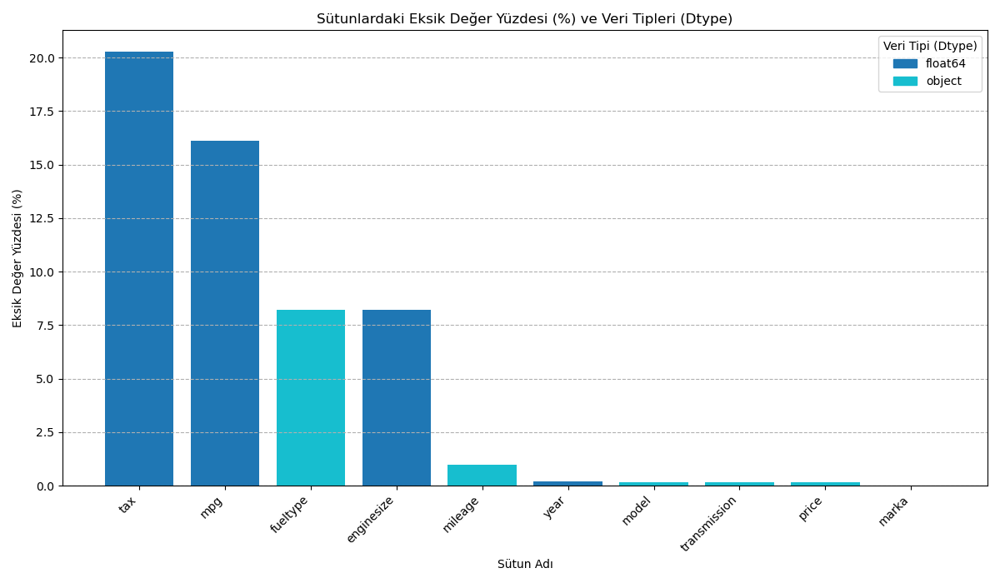 Sütunlardaki Eksik Değer Yüzdesi (%) ve Veri Tipleri (Dtype)
Veri Tipi (Dtype)
float64
object
Eksik Değer Yüzdesi (%)
20.0
17.5
15.0
12.5
10.0
7.5
5.0
2.5
0.0
tax
mpg
fueltype
enginesize
mileage
year
model
transmission
price
marka
Sütun Adı